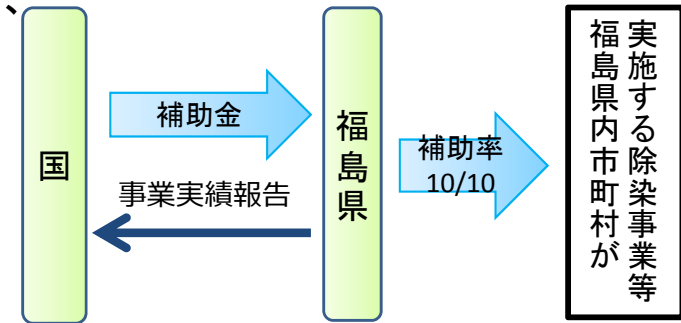 、
国
補助金
事業実績報告
福島県
補助率
10/10
実施する除染事業等
福島県内市町村が